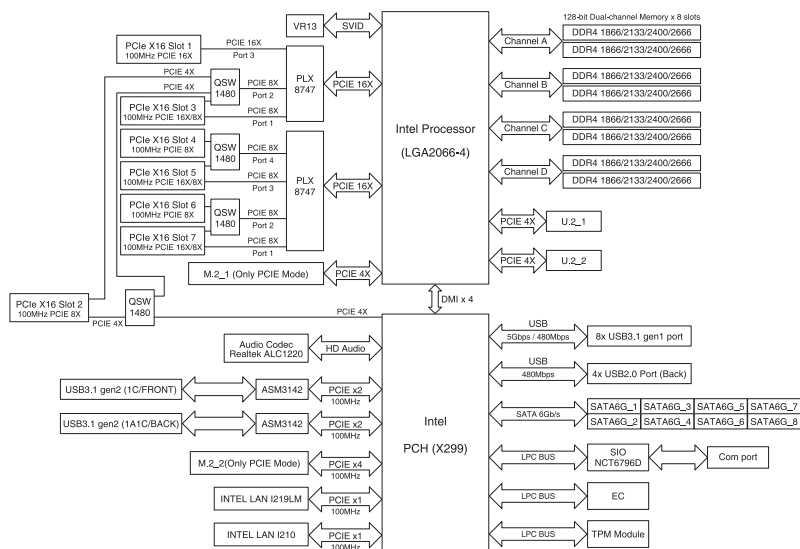 128-bit Dual-channel Memory x 8 slots
VR13
SVID
Channel A
DDR4 1866/2133/2400/2666
DDR4 1866/2133/2400/2666
PCIe X16 Slot 1
100MHz PCIE 16X
PCIE 16X
Port 3
PCIE 4X
PCIE 4X
QSW
1480
PCIE 8X
Port 2
PLX
8747
PCIE 16X
Channel B
DDR4 1866/2133/2400/2666
DDR4 1866/2133/2400/2666
PCIe X16 Slot 3
100MHz PCIE 16X/8X
PCIE 8X
Port 1
Intel Processor
(LGA2066-4)
Channel C
DDR4 1866/2133/2400/2666
DDR4 1866/2133/2400/2666
PCIe X16 Slot 4
100MHz PCIE 8X
QSW
1480
PCIE 8X
Port 4
PCIe X16 Slot 5
100MHz PCIE 16X/8X
PCIE 8X
Port 3
PLX
8747
PCIE 16X
Channel D
DDR4 1866/2133/2400/2666
DDR4 1866/2133/2400/2666
PCIe X16 Slot 6
100MHz PCIE 8X
QSW
1480
PCIE 8X
Port 2
PCIe X16 Slot 7
100MHz PCIE 16X/8X
PCIE 8X
Port 1
PCIE 4X
U.2_1
PCIE 4X
U.2_2
M.2_1 (Only PCIE Mode)
PCIE 4X
DMI x 4
PCIe X16 Slot 2
100MHz PCIE 8X
PCIE 4X
QSW
1480
PCIE 4X
Audio Codec
Realtek ALC1220
HD Audio
USB
5Gbps / 480Mbps
8x USB3.1 gen1 port
USB
480Mbps
4x USB2.0 Port (Back)
USB3.1 gen2 (1C/FRONT)
ASM3142
PCIE x2
100MHz
USB3.1 gen2 (1A1C/BACK)
ASM3142
PCIE x2
100MHz
Intel
PCH (X299)
SATA 6Gb/s
SATA6G_1
SATA6G_3
SATA6G_5
SATA6G_7
SATA6G_2
SATA6G_4
SATA6G_6
SATA6G_8
M.2_2(Only PCIE Mode)
PCIE x4
100MHz
LPC BUS
SIO
NCT6796D
Com port
INTEL LAN I219LM
PCIE x1
100MHz
LPC BUS
EC
INTEL LAN I210
PCIE x1
100MHz
LPC BUS
TPM Module